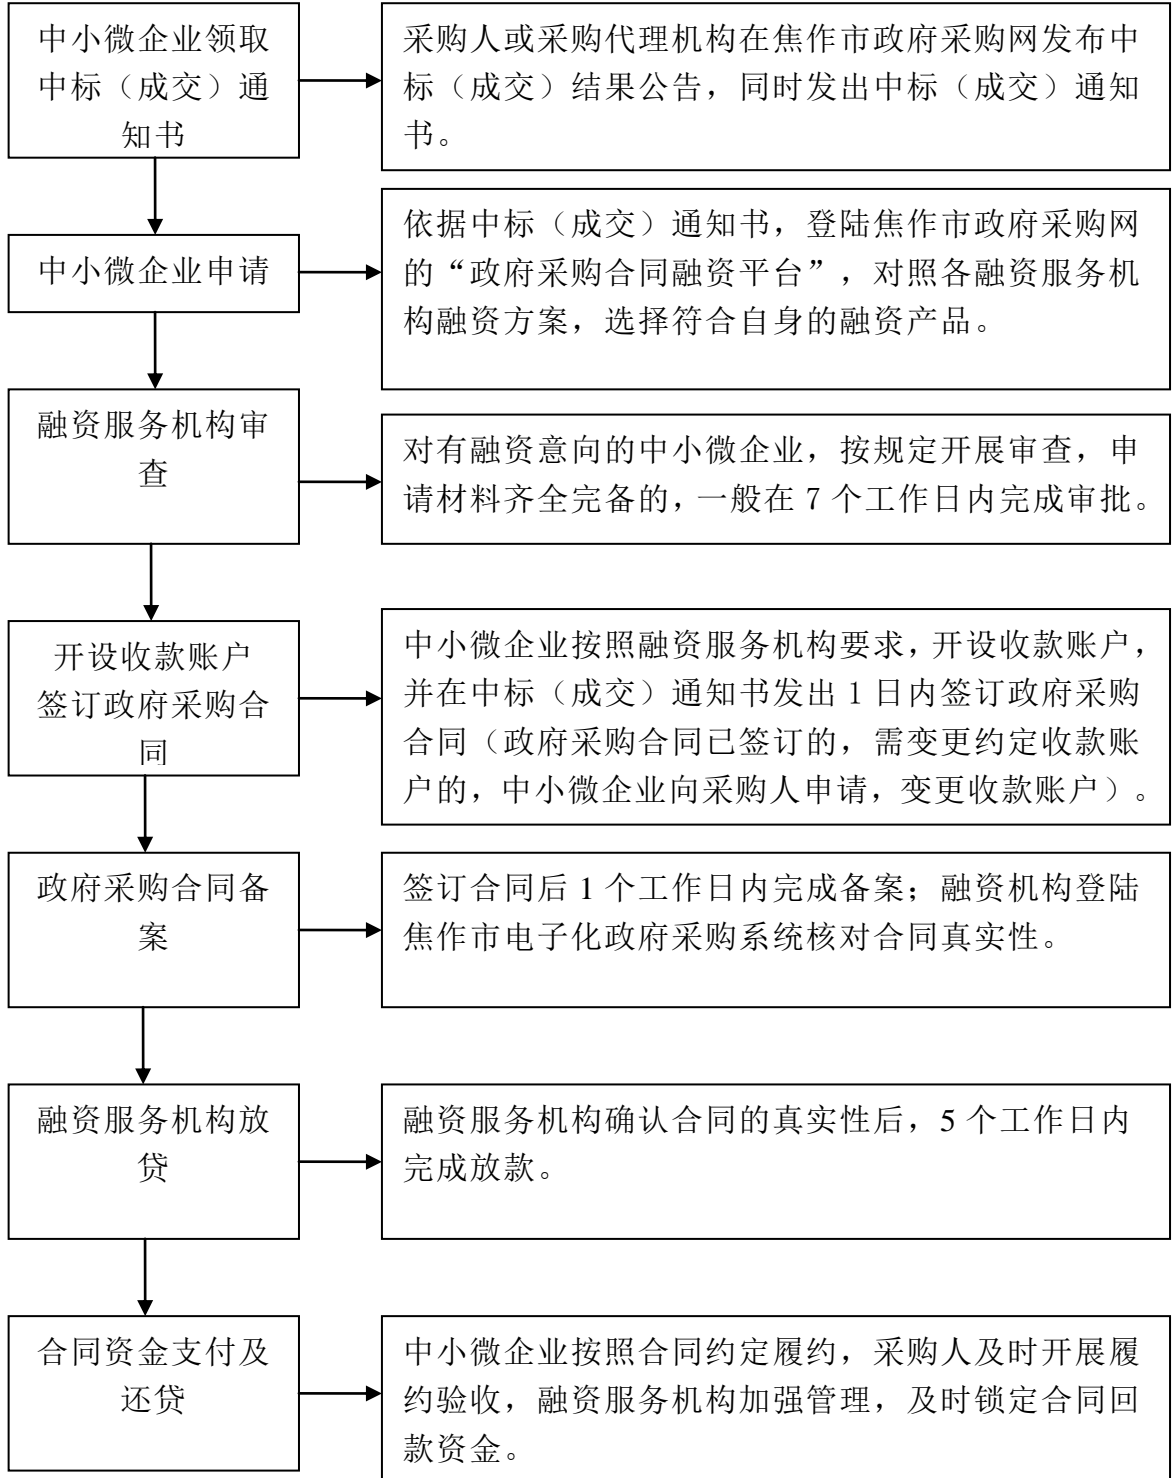 中小微企业领取
中标（成交）通
知书
采购人或采购代理机构在焦作市政府采购网发布中
标（成交）结果公告，同时发出中标（成交）通知
书。
中小微企业申请
依据中标（成交）通知书，登陆焦作市政府采购网
的“政府采购合同融资平台”，对照各融资服务机
构融资方案，选择符合自身的融资产品。
融资服务机构审
查
对有融资意向的中小微企业，按规定开展审查，申
请材料齐全完备的，一般在 7 个工作日内完成审批。
开设收款账户
签订政府采购合
同
中小微企业按照融资服务机构要求，开设收款账户，
并在中标（成交）通知书发出 1 日内签订政府采购
合同（政府采购合同已签订的，需变更约定收款账
户的，中小微企业向采购人申请，变更收款账户）。
政府采购合同备
案
签订合同后 1 个工作日内完成备案；融资机构登陆
焦作市电子化政府采购系统核对合同真实性。
融资服务机构放
贷
融资服务机构确认合同的真实性后，5 个工作日内
完成放款。
合同资金支付及
还贷
中小微企业按照合同约定履约，采购人及时开展履
约验收，融资服务机构加强管理，及时锁定合同回
款资金。